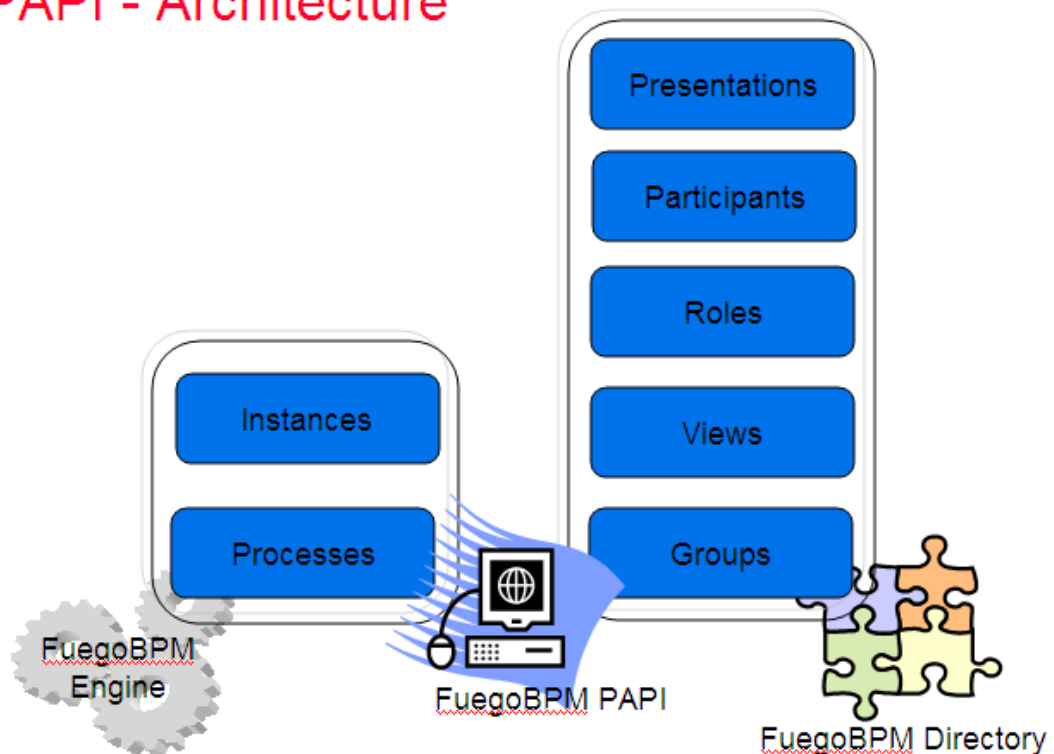 PAPI - Architecture
Presentations
Participants
Roles
Instances
Views
Processes
Groups
FuegoBPM
Engine
FuegoBPM PAPI
FuegoBPM Directory